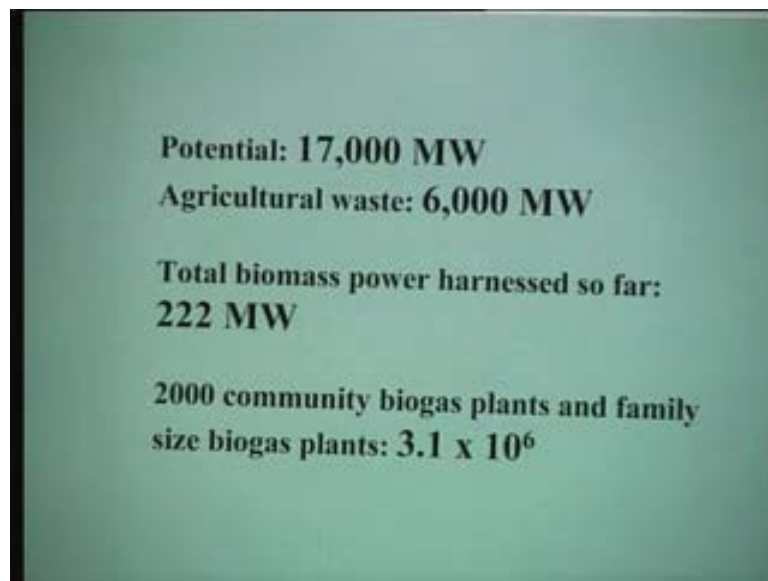 Potential: 17,000 MW
Agricultural waste: 6,000 MW
Total biomass power harnessed so far:
222 MW
2000 community biogas plants and family
size biogas plants: 3.1 x 10⁶